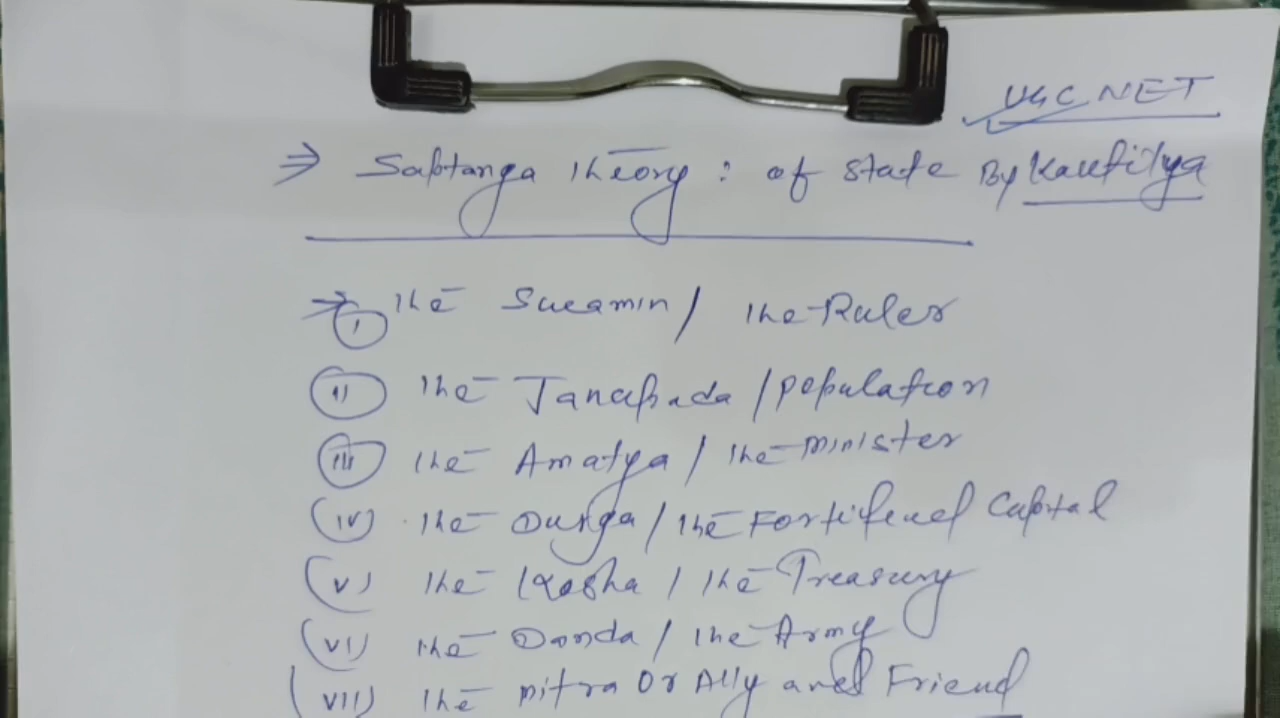 UGC NET
⇒ Saptanga Theory : of state By Kautilya
→ (i) The Swamin / The Ruler
(ii) The Janapada / population
(iii) The Amatya / The minister
(iv) The Durga / The Fortified Capital
(v) The Kosha / The Treasury
(vi) The Danda / The Army
(vii) The mitra Or Ally and Friend